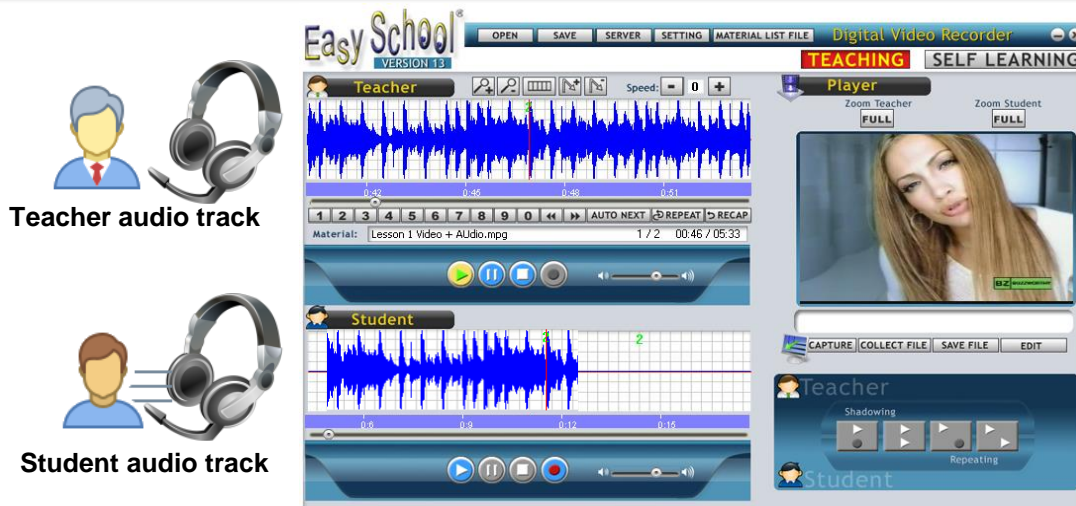 Easy School®
VERSION 13
OPEN SAVE SERVER SETTING MATERIAL LIST FILE Digital Video Recorder
TEACHING SELF LEARNING
Teacher Speed: - 0 + Player
Zoom Teacher Zoom Student
FULL FULL
2
0:42 0:45 0:48 0:51
1 2 3 4 5 6 7 8 9 0 AUTO NEXT REPEAT RECAP
Material: Lesson 1 Video + AUdio.mpg 1 / 2 00:46 / 05:33
Teacher audio track
BZ
Student
2 2
CAPTURE COLLECT FILE SAVE FILE EDIT
Teacher
Shadowing
0:6 0:9 0:12 0:15
Repeating
Student
Student audio track